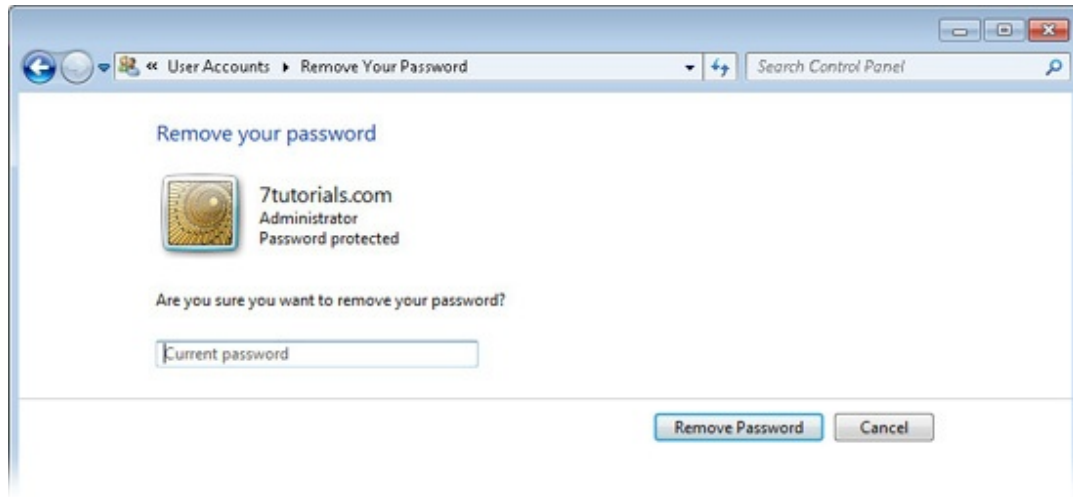 « User Accounts ▸ Remove Your Password
Search Control Panel
Remove your password
7tutorials.com
Administrator
Password protected
Are you sure you want to remove your password?
Current password
Remove Password
Cancel